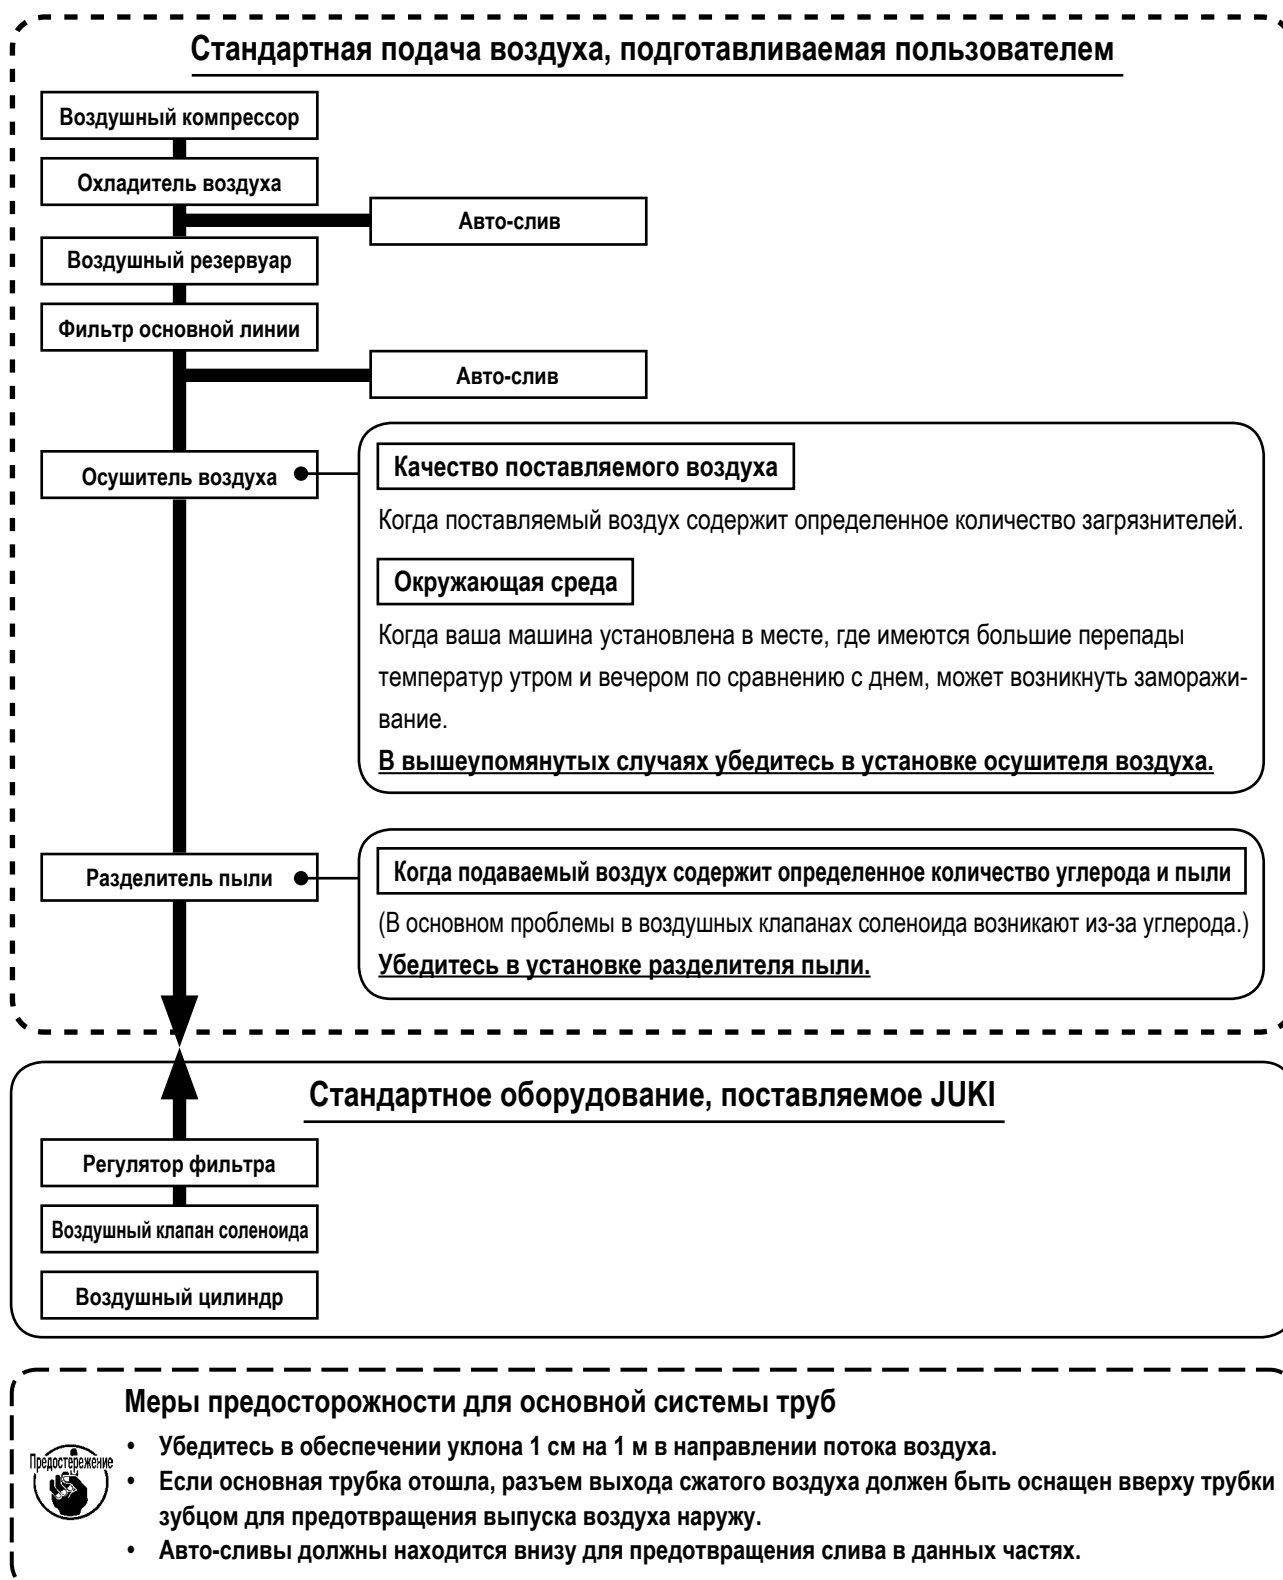 Стандартная подача воздуха, подготавливаемая пользователем
Воздушный компрессор
Охладитель воздуха
Авто-слив
Воздушный резервуар
Фильтр основной линии
Авто-слив
Осушитель воздуха
Качество поставляемого воздуха
Когда поставляемый воздух содержит определенное количество загрязнителей.
Окружающая среда
Когда ваша машина установлена в месте, где имеются большие перепады
температур утром и вечером по сравнению с днем, может возникнуть заморажи-
вание.
В вышеупомянутых случаях убедитесь в установке осушителя воздуха.
Разделитель пыли
Когда подаваемый воздух содержит определенное количество углерода и пыли
(В основном проблемы в воздушных клапанах соленоида возникают из-за углерода.)
Убедитесь в установке разделителя пыли.
Стандартное оборудование, поставляемое JUKI
Регулятор фильтра
Воздушный клапан соленоида
Воздушный цилиндр
Меры предосторожности для основной системы труб
Предостережение
• Убедитесь в обеспечении уклона 1 см на 1 м в направлении потока воздуха.
• Если основная трубка отошла, разъем выхода сжатого воздуха должен быть оснащен вверху трубки
зубцом для предотвращения выпуска воздуха наружу.
• Авто-сливы должны находится внизу для предотвращения слива в данных частях.